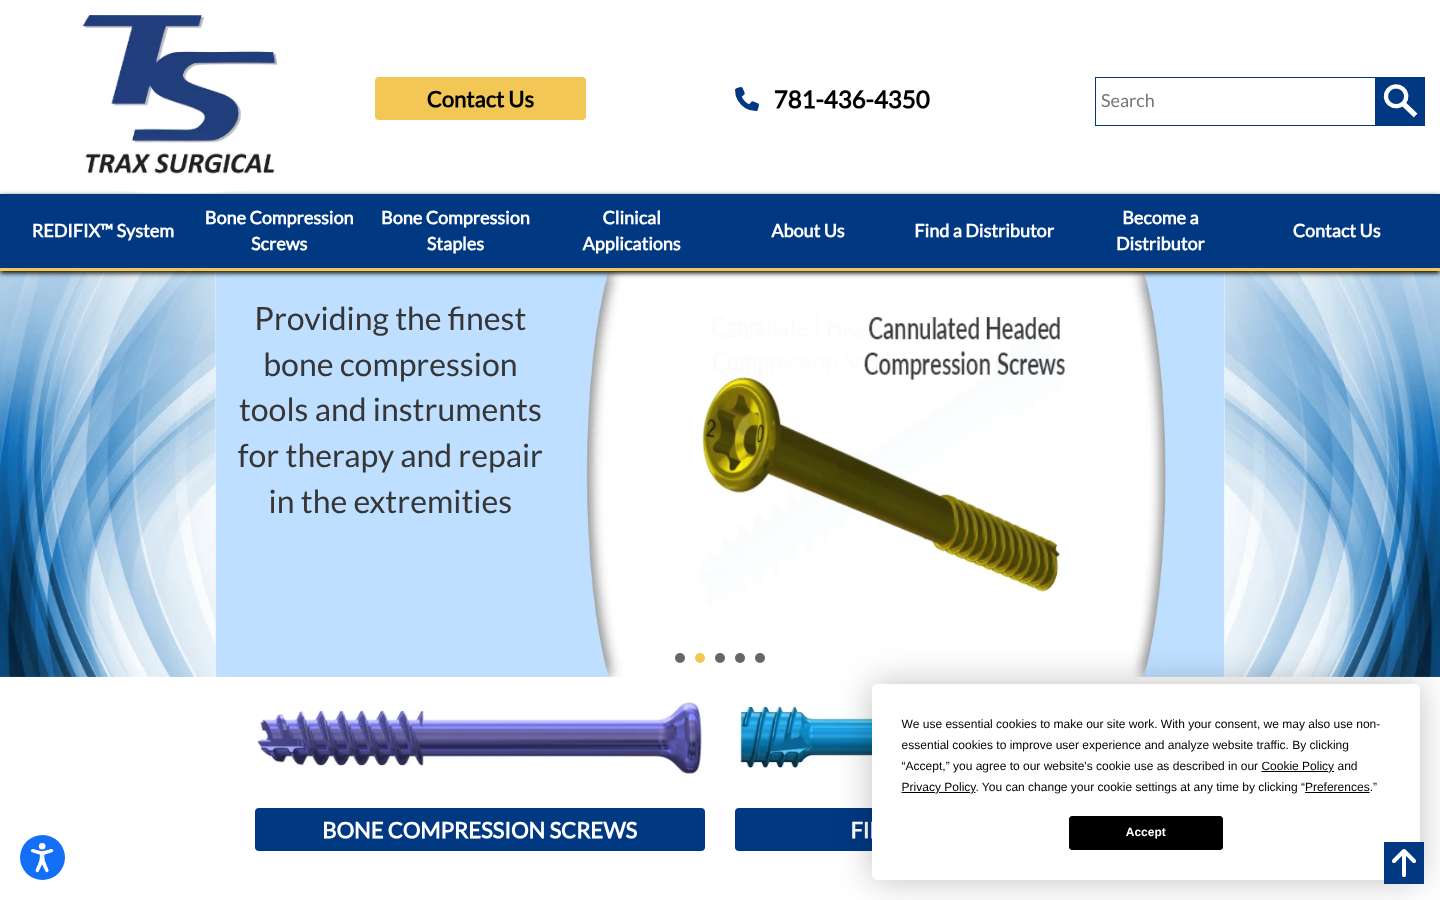 TS
TRAX SURGICAL
Contact Us
781-436-4350
Search
REDIFIX™ System
Bone Compression
Screws
Bone Compression
Staples
Clinical
Applications
About Us
Find a Distributor
Become a
Distributor
Contact Us
Providing the finest
bone compression
tools and instruments
for therapy and repair
in the extremities
Cannulated Headed
Compression Screws
2 0
BONE COMPRESSION SCREWS
We use essential cookies to make our site work. With your consent, we may also use non-
essential cookies to improve user experience and analyze website traffic. By clicking
“Accept,” you agree to our website's cookie use as described in our Cookie Policy and
Privacy Policy. You can change your cookie settings at any time by clicking “Preferences.”
Accept